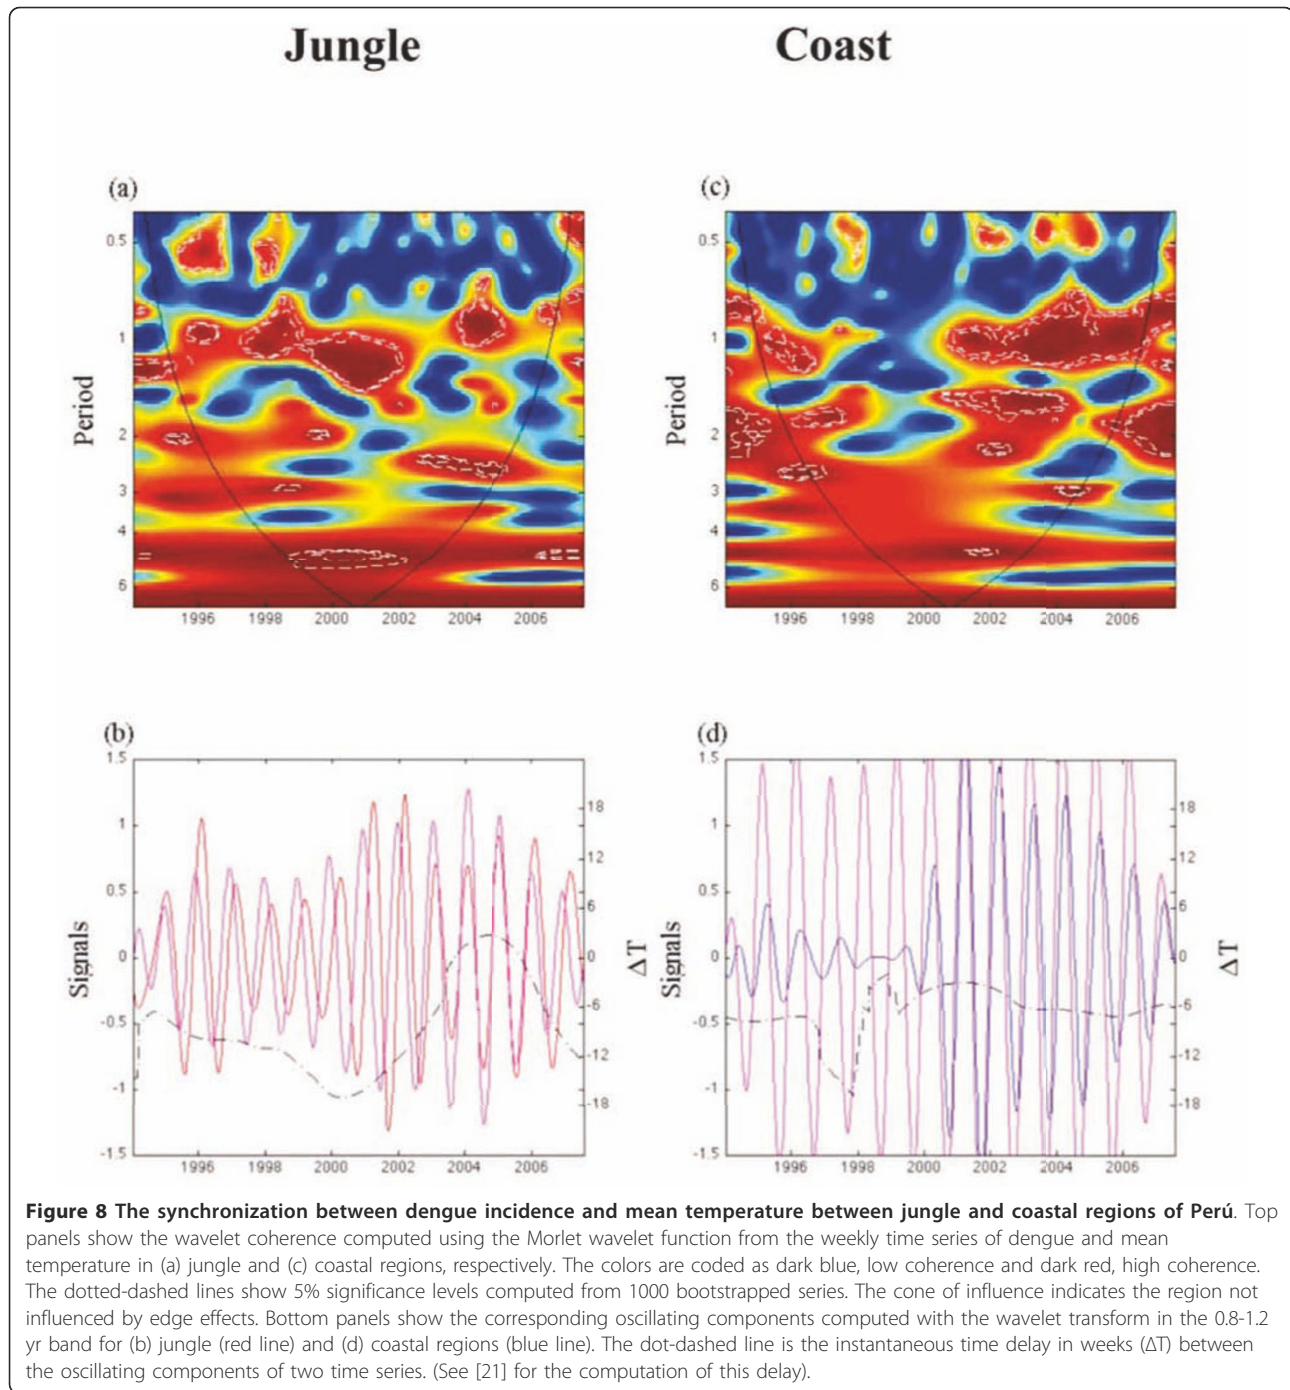 Jungle
Coast
(a)
(c)
0.5
1
2
3
4
6
Period
1996 1998 2000 2002 2004 2006
0.5
1
2
3
4
6
Period
1996 1998 2000 2002 2004 2006
(b)
(d)
1.5
1
0.5
0
-0.5
-1
-1.5
Signals
18
12
6
0
-6
-12
-18
ΔT
1996 1998 2000 2002 2004 2006
1.5
1
0.5
0
-0.5
-1
-1.5
Signals
18
12
6
0
-6
-12
-18
ΔT
1996 1998 2000 2002 2004 2006
Figure 8 The synchronization between dengue incidence and mean temperature between jungle and coastal regions of Perú. Top
panels show the wavelet coherence computed using the Morlet wavelet function from the weekly time series of dengue and mean
temperature in (a) jungle and (c) coastal regions, respectively. The colors are coded as dark blue, low coherence and dark red, high coherence.
The dotted-dashed lines show 5% significance levels computed from 1000 bootstrapped series. The cone of influence indicates the region not
influenced by edge effects. Bottom panels show the corresponding oscillating components computed with the wavelet transform in the 0.8-1.2
yr band for (b) jungle (red line) and (d) coastal regions (blue line). The dot-dashed line is the instantaneous time delay in weeks (ΔT) between
the oscillating components of two time series. (See [21] for the computation of this delay).